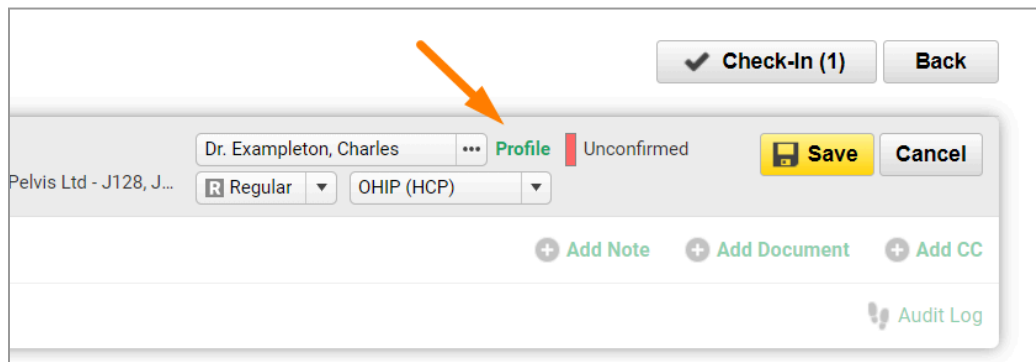 Check-In (1) Back
Dr. Exampleton, Charles ••• Profile Unconfirmed Save Cancel
Pelvis Ltd - J128, J...
R Regular OHIP (HCP)
Add Note Add Document Add CC
Audit Log